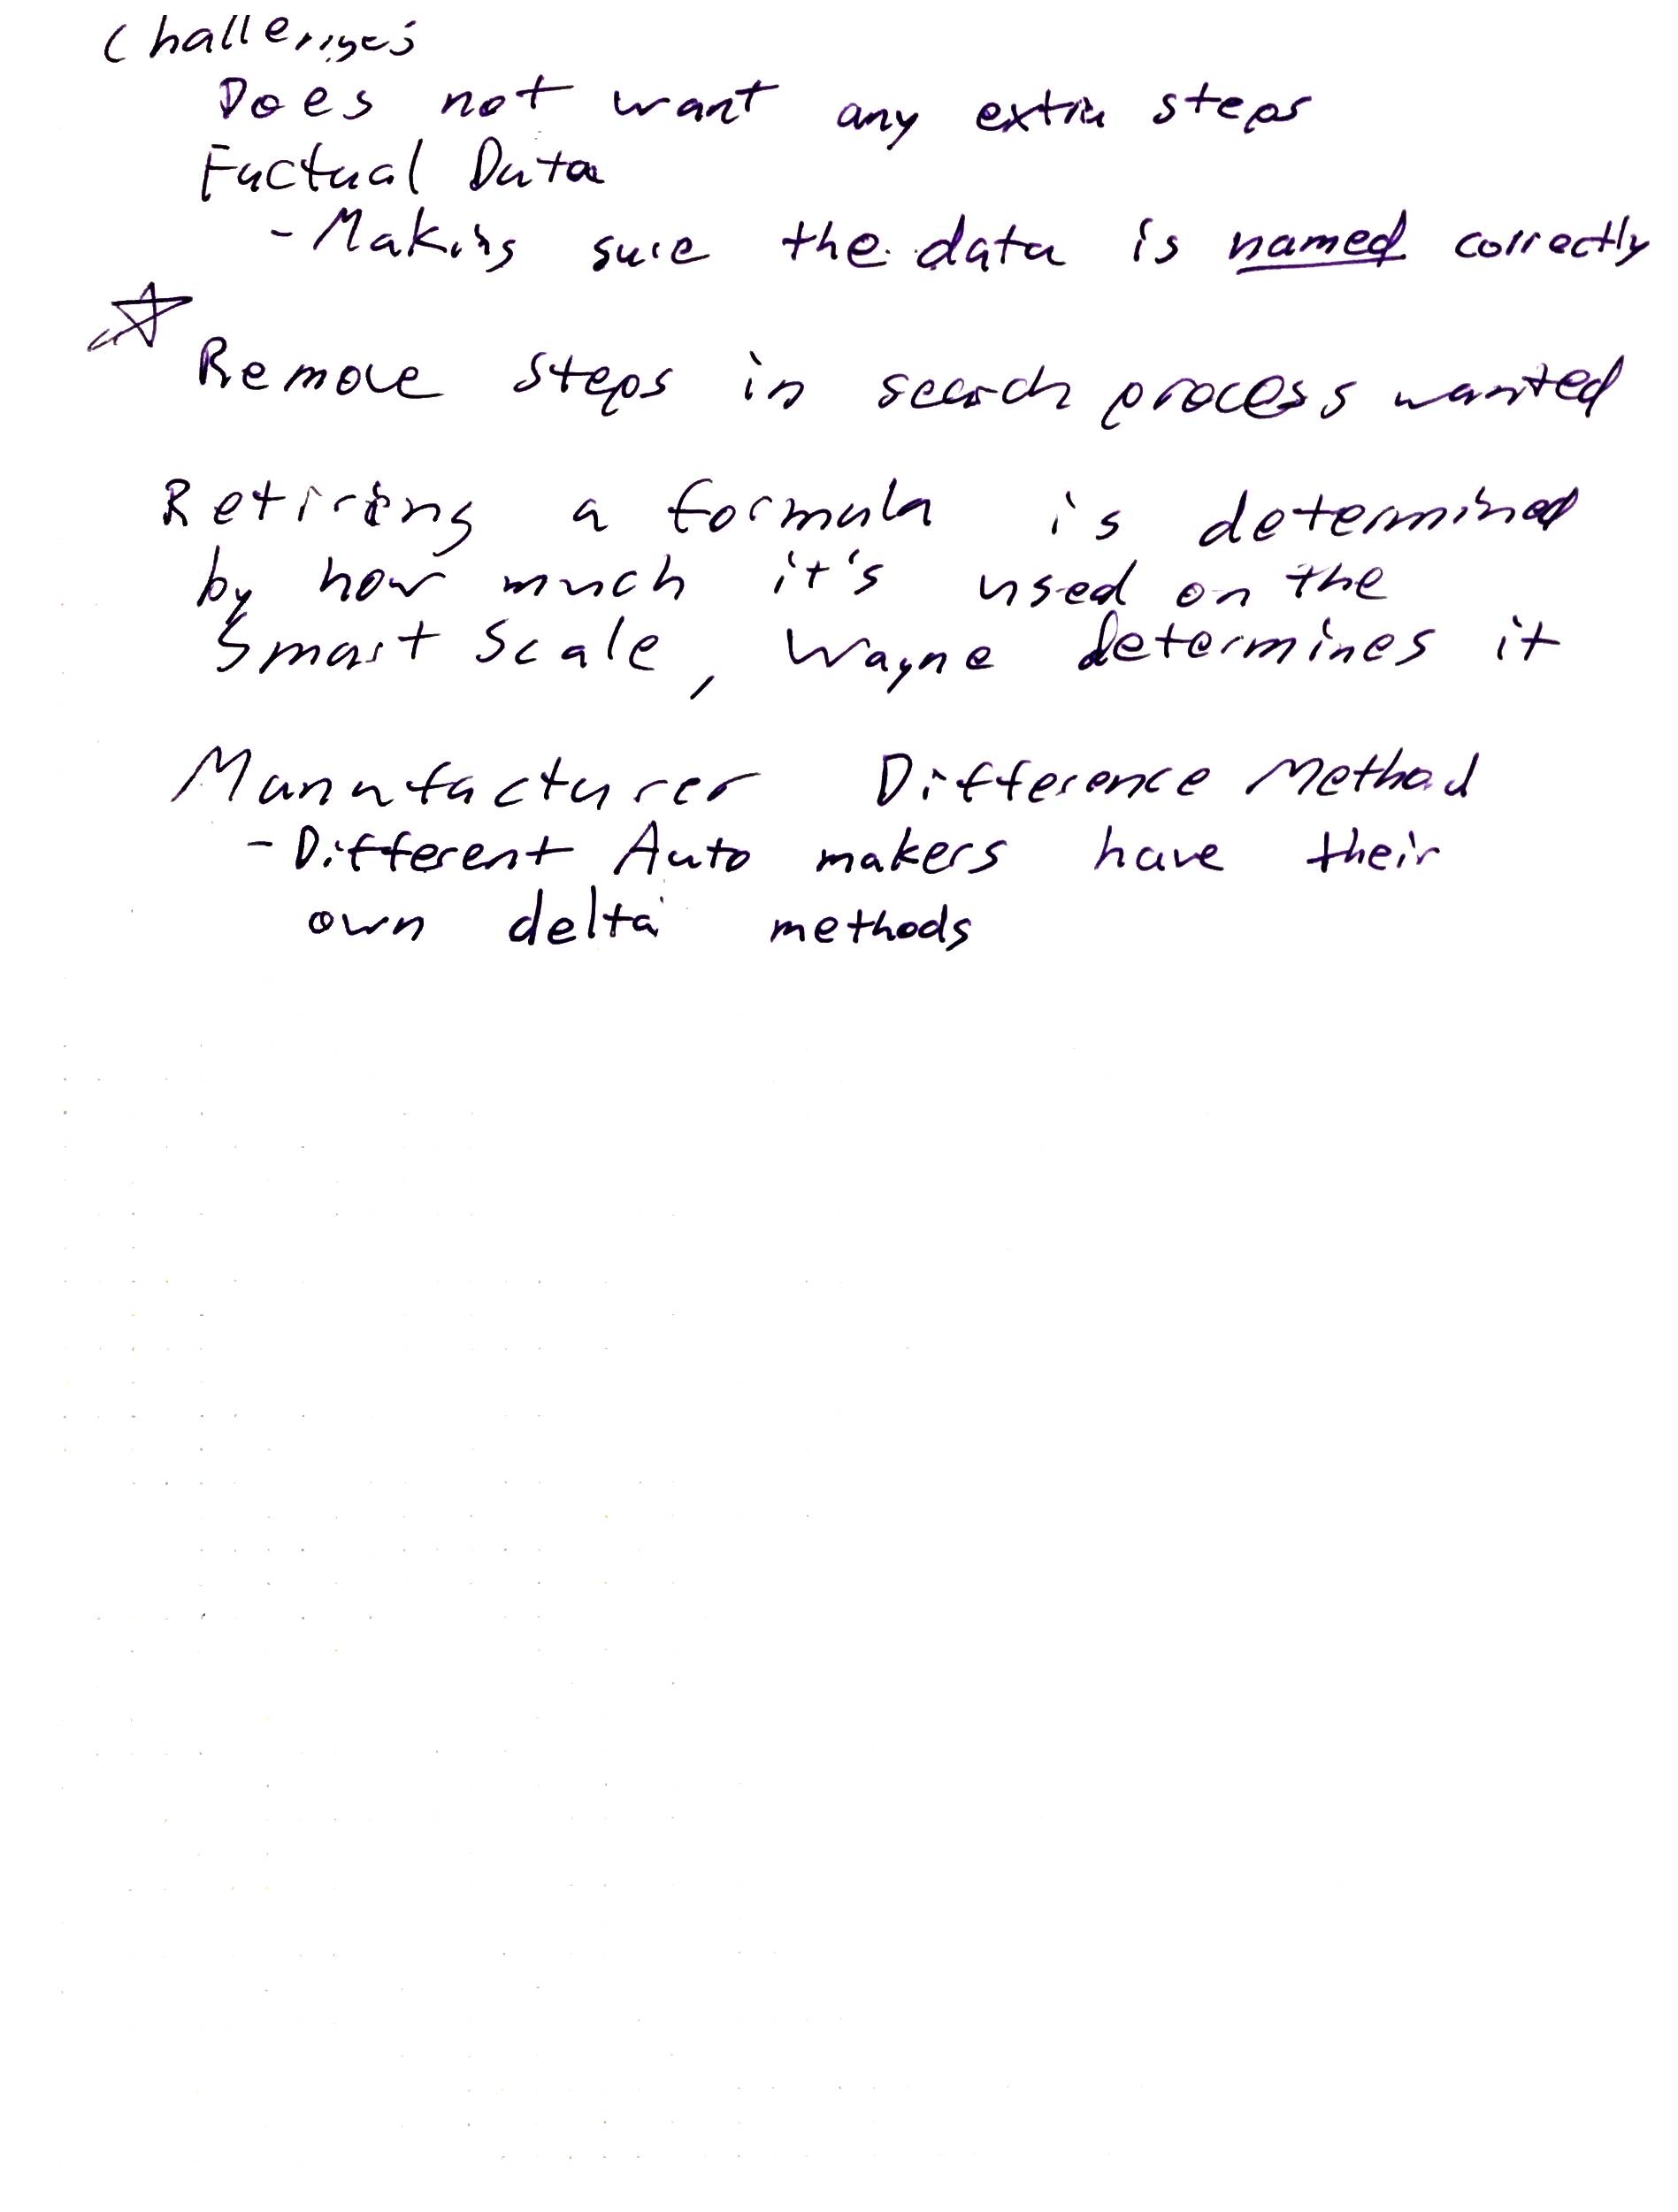 Challenges
Does not want any extra steps
Factual Data
- Making sure the data is named correctly
☆ Remove steps in search process wanted
Retiring a formula is determined
by how much it's used on the
Smart Scale, Wayne determines it
Manufacturer Difference Method
- Different Auto makers have their
own delta methods